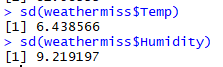 > sd(weathermiss$Temp)
[1] 6.438566
> sd(weathermiss$Humidity)
[1] 9.219197